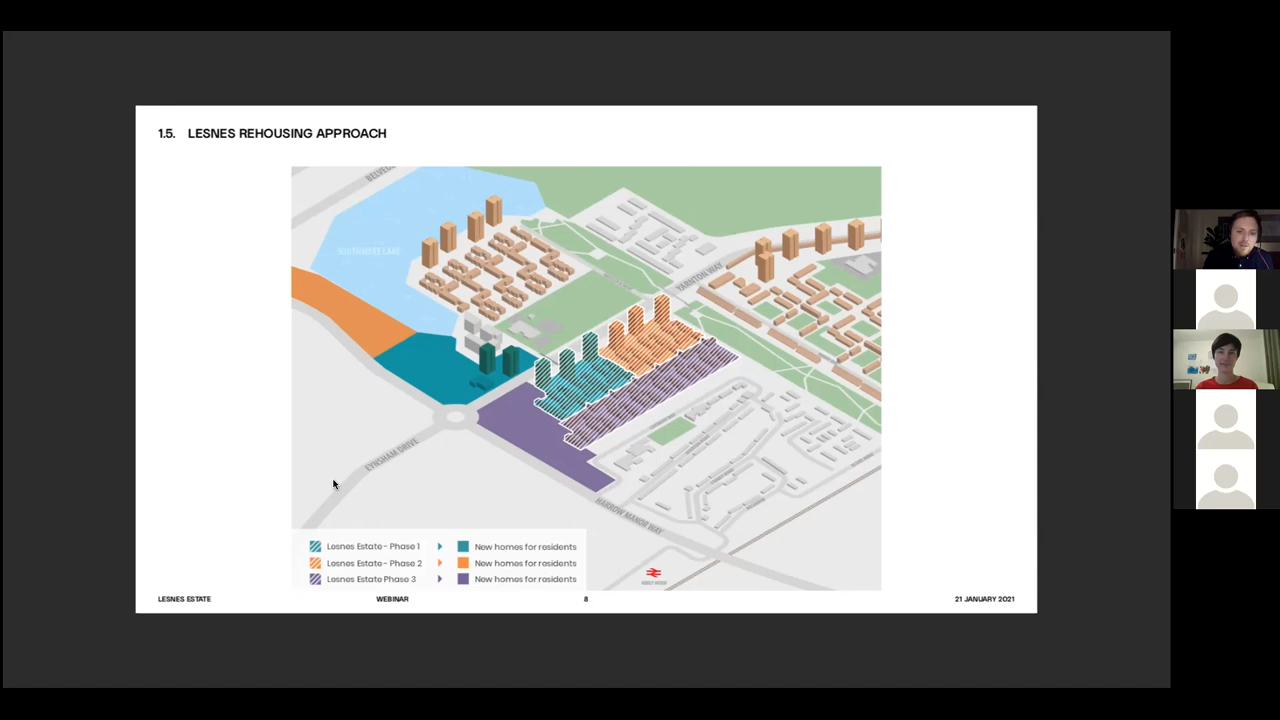 1.5. LESNES REHOUSING APPROACH
SOUTHMERE LAKE
YARNTON WAY
EYNSHAM DRIVE
HARROW MANOR WAY
Lesnes Estate - Phase 1
New homes for residents
Lesnes Estate - Phase 2
New homes for residents
Lesnes Estate Phase 3
New homes for residents
LESNES ESTATE
WEBINAR
8
21 JANUARY 2021